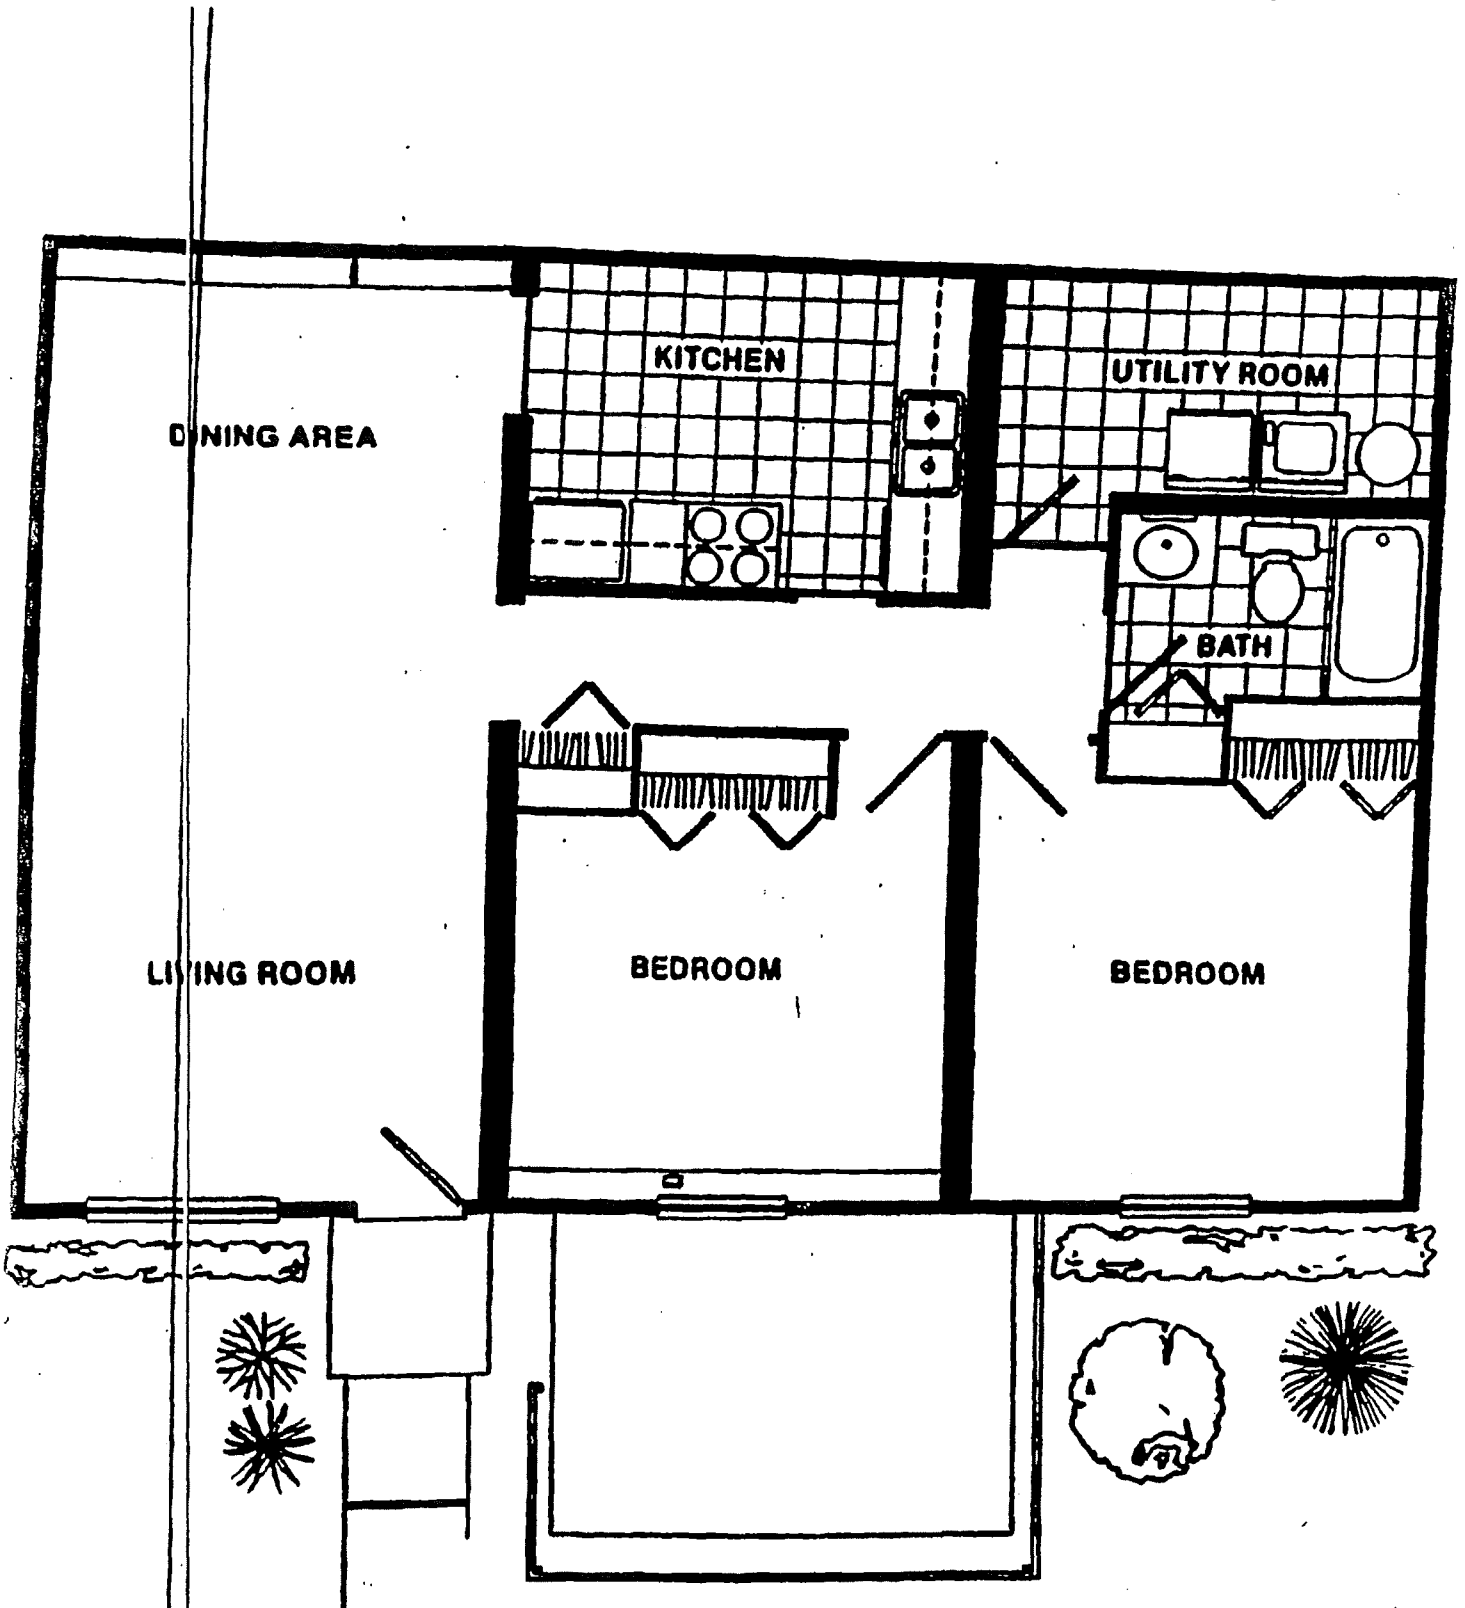 KITCHEN
UTILITY ROOM
DINING AREA
BATH
LIVING ROOM
BEDROOM
BEDROOM